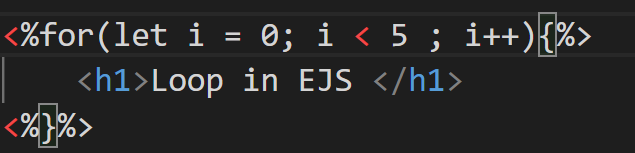 <%for(let i = 0; i < 5 ; i++){%>
<h1>Loop in EJS </h1>
<%}%>